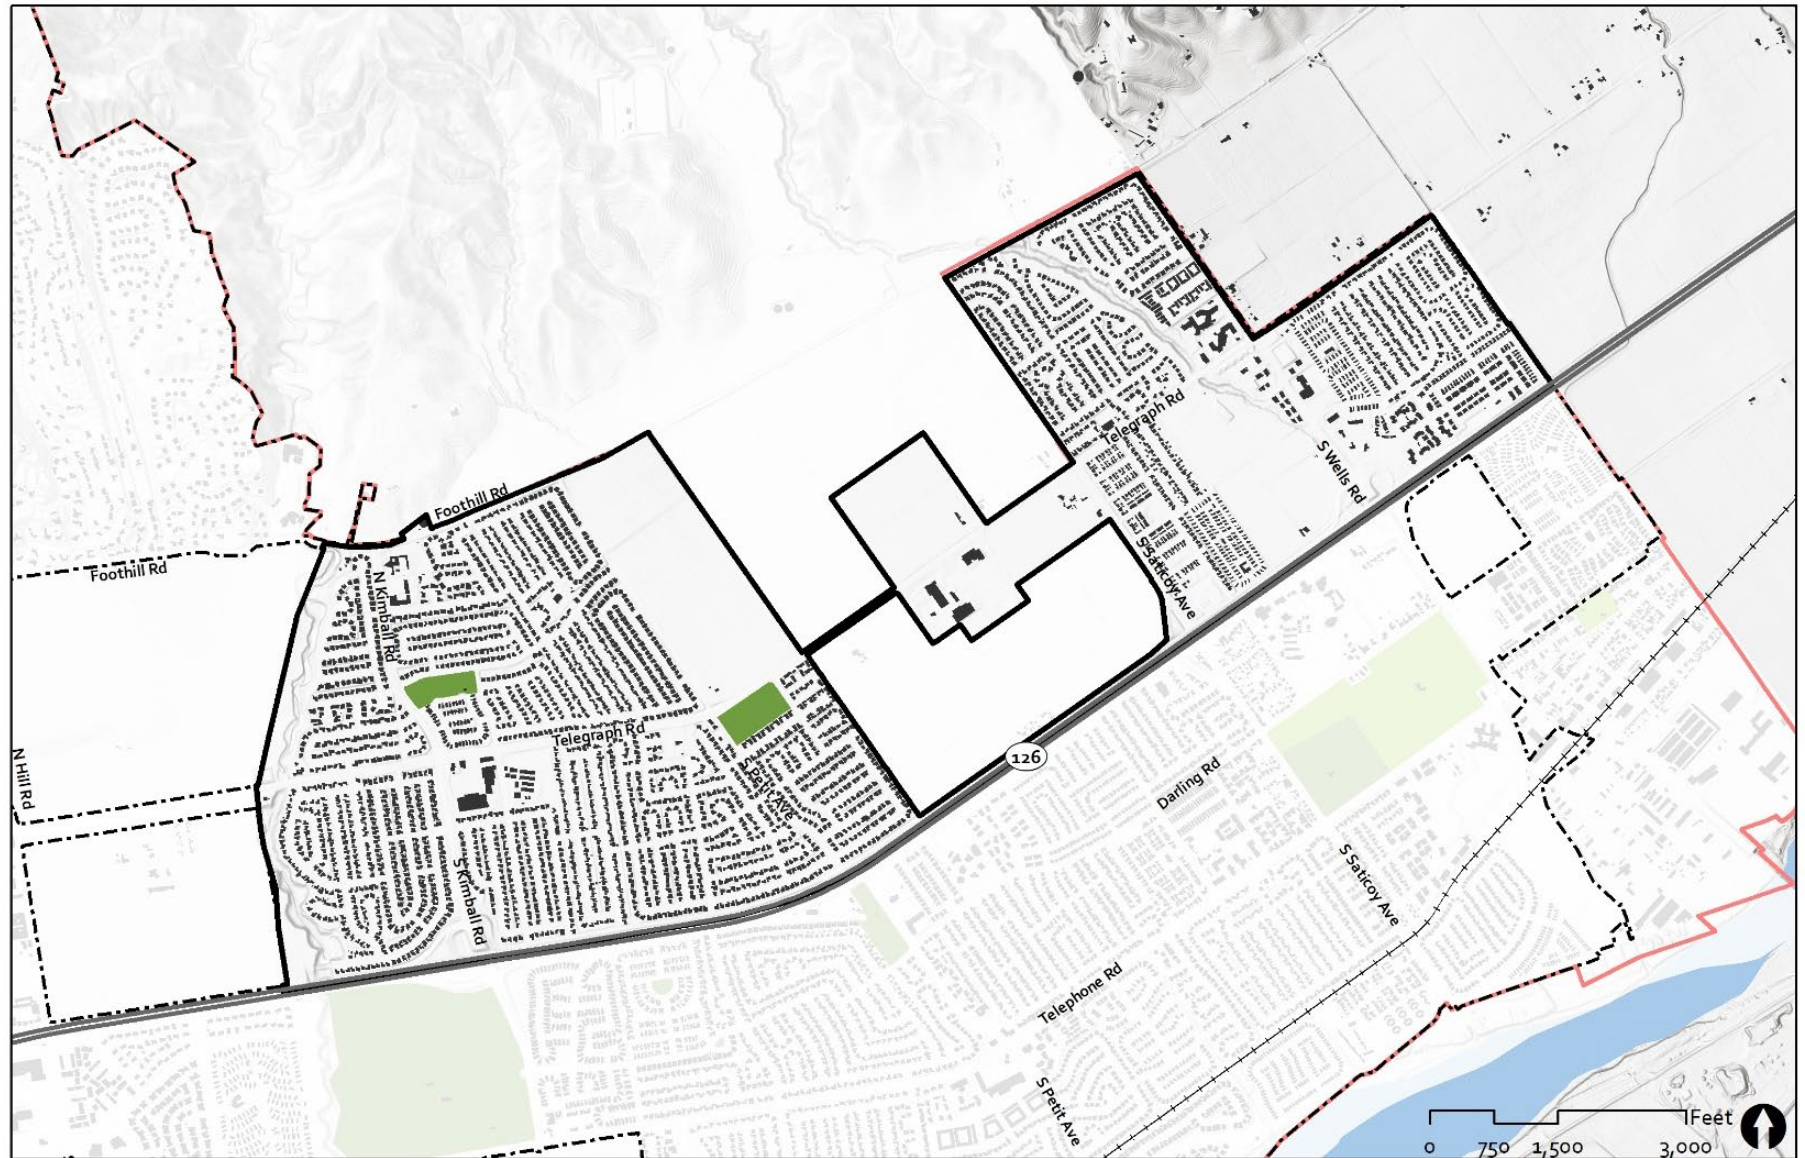 Foothill Rd
Foothill Rd
N Kimball Rd
Telegraph Rd
S Wells Rd
S Saticoy Ave
N Hill Rd
Telegraph Rd
S Petit Ave
126
Darling Rd
S Kimball Rd
S Saticoy Ave
Telephone Rd
S Petit Ave
Feet
0 750 1,500 3,000